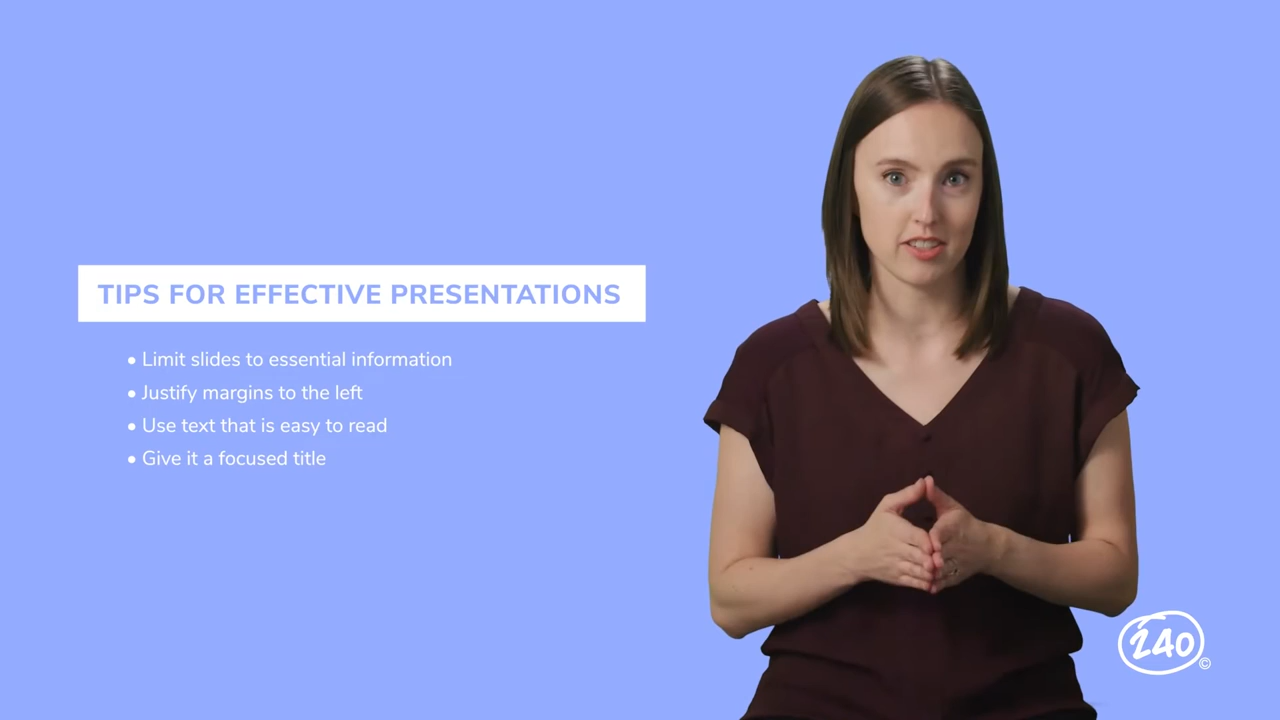 TIPS FOR EFFECTIVE PRESENTATIONS
• Limit slides to essential information
• Justify margins to the left
• Use text that is easy to read
• Give it a focused title
240
©